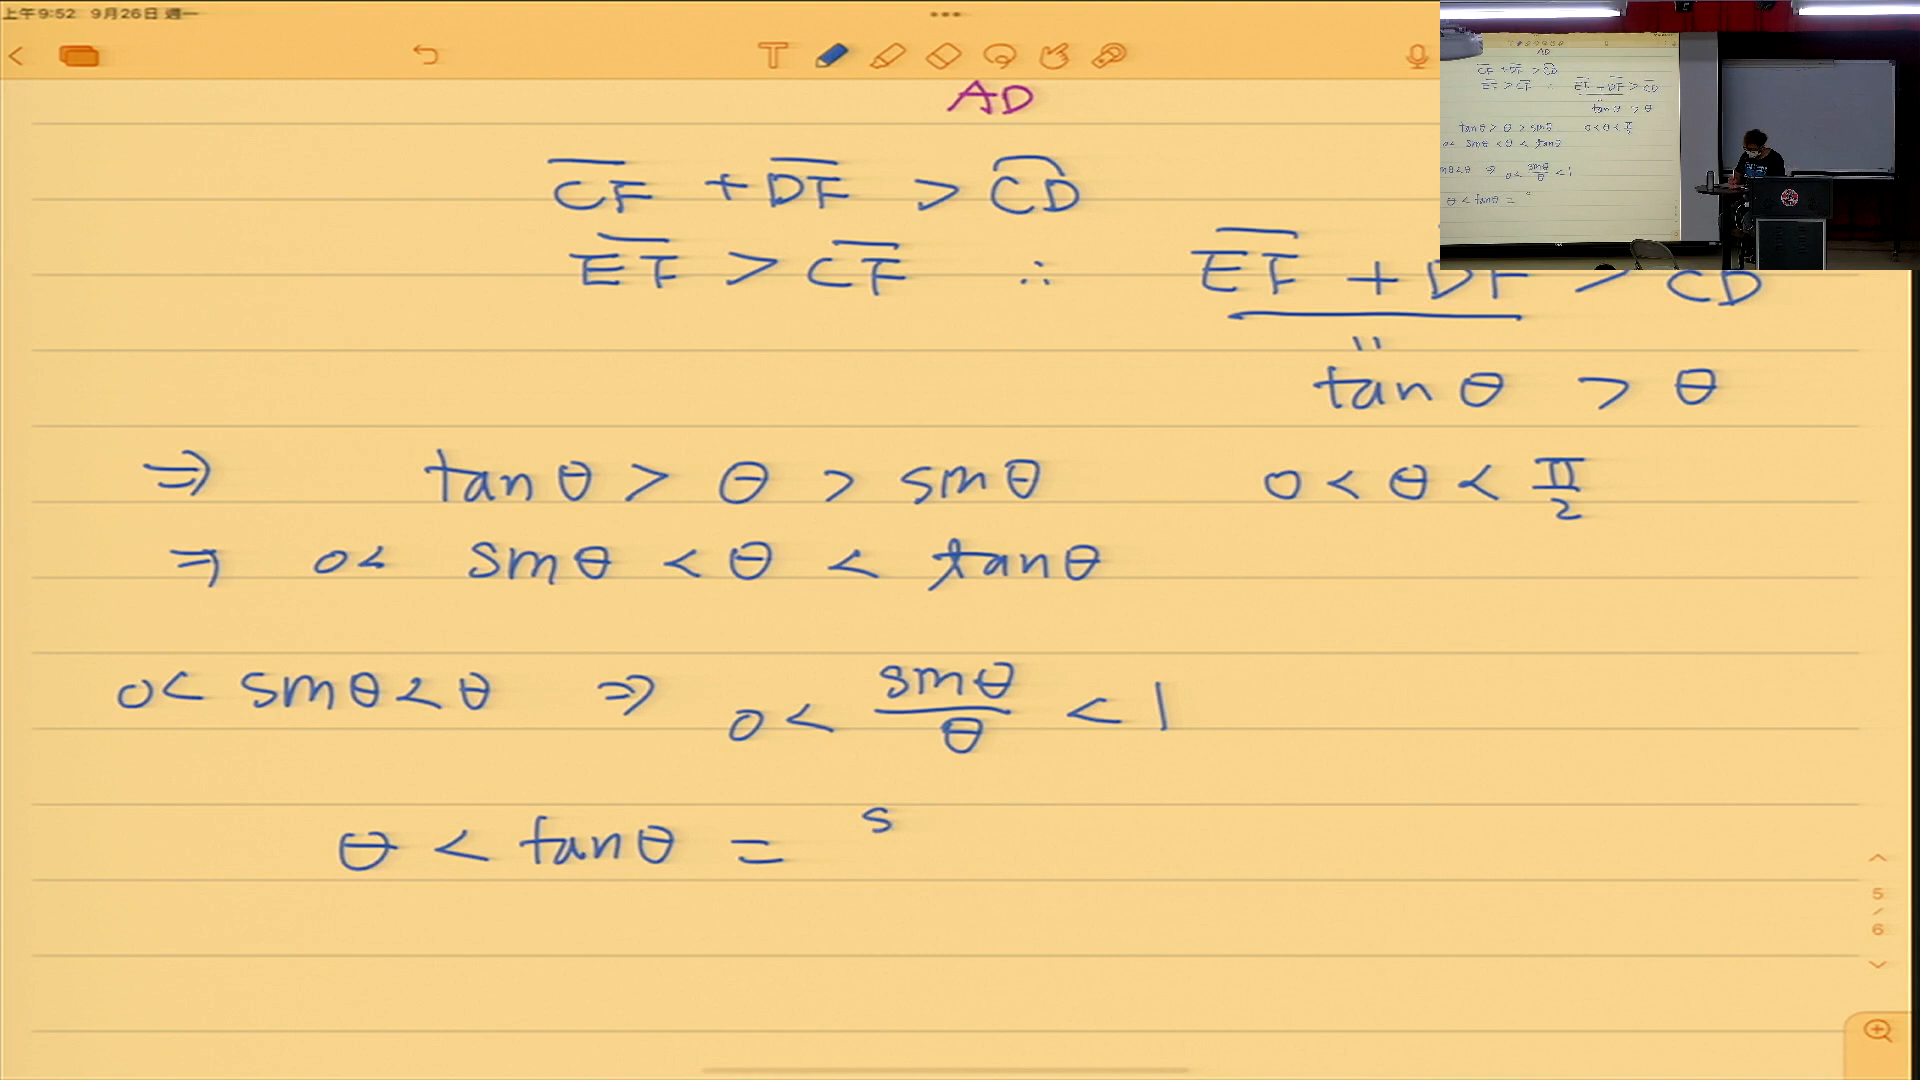 上午9:52 9月26日 週一
AD
CF + DF > CD
EF > CF ∴ EF + DF > CD
"
tan θ > θ
⇒ tan θ > θ > sin θ 0 < θ < π/2
⇒ 0 < sin θ < θ < tan θ
0 < sin θ < θ ⇒ 0 < sin θ / θ < 1
θ < tan θ = s
5/6